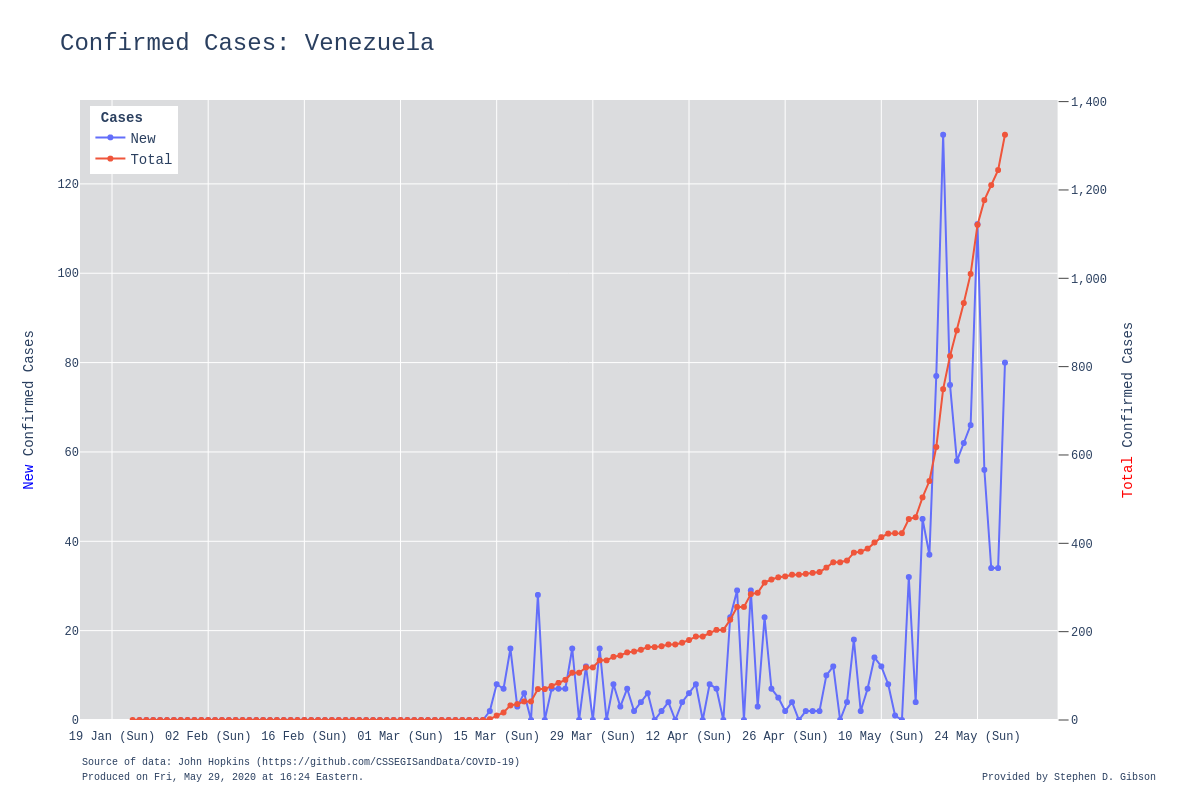 Confirmed Cases: Venezuela
Cases
New
Total
1,400
1,200
1,000
800
600
400
200
0
120
100
80
60
40
20
0
New Confirmed Cases
Total Confirmed Cases
19 Jan (Sun) 02 Feb (Sun) 16 Feb (Sun) 01 Mar (Sun) 15 Mar (Sun) 29 Mar (Sun) 12 Apr (Sun) 26 Apr (Sun) 10 May (Sun) 24 May (Sun)
Source of data: John Hopkins (https://github.com/CSSEGISandData/COVID-19)
Produced on Fri, May 29, 2020 at 16:24 Eastern.
Provided by Stephen D. Gibson